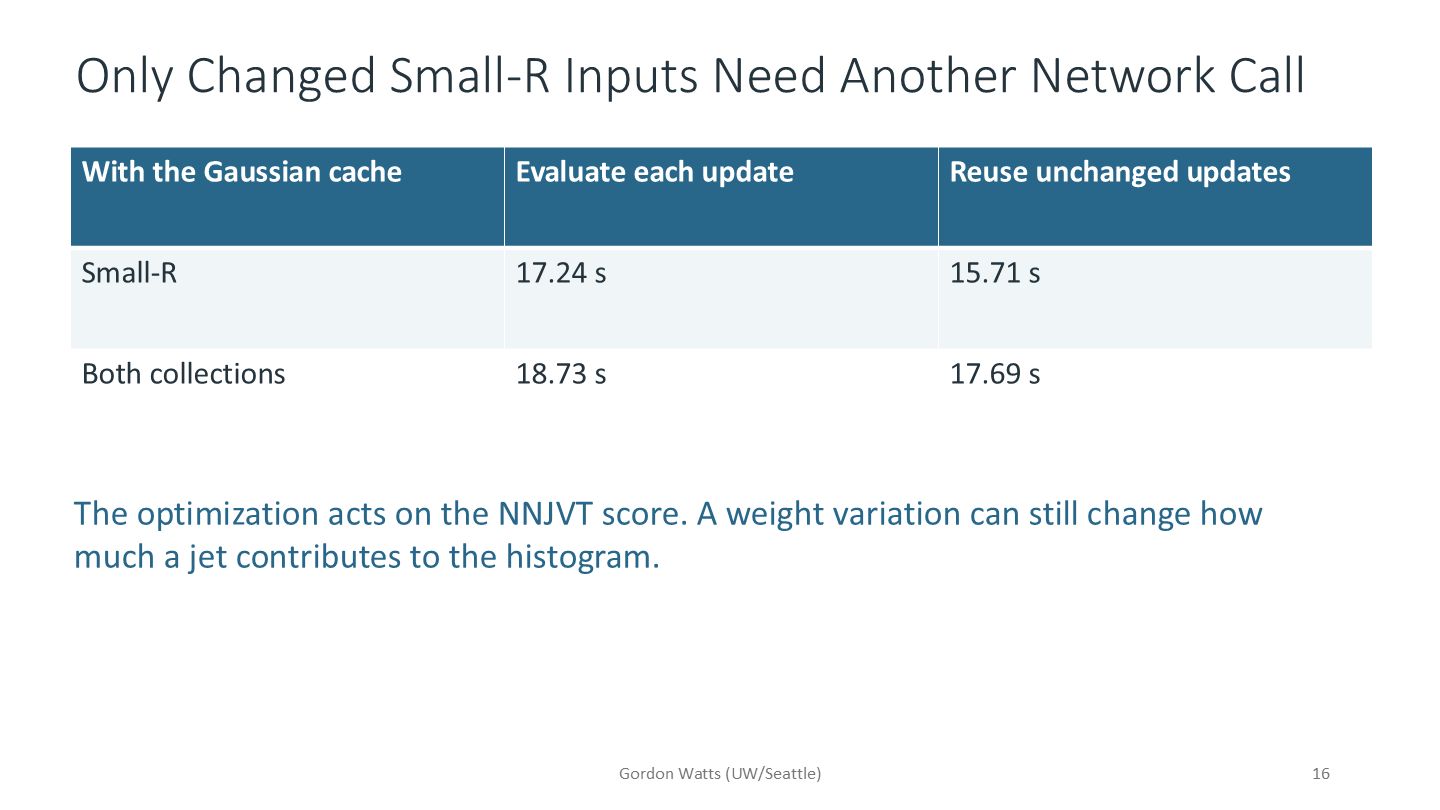 Only Changed Small-R Inputs Need Another Network Call
With the Gaussian cache
Evaluate each update
Reuse unchanged updates
Small-R
17.24 s
15.71 s
Both collections
18.73 s
17.69 s
The optimization acts on the NNJVT score. A weight variation can still change how
much a jet contributes to the histogram.
Gordon Watts (UW/Seattle)
16